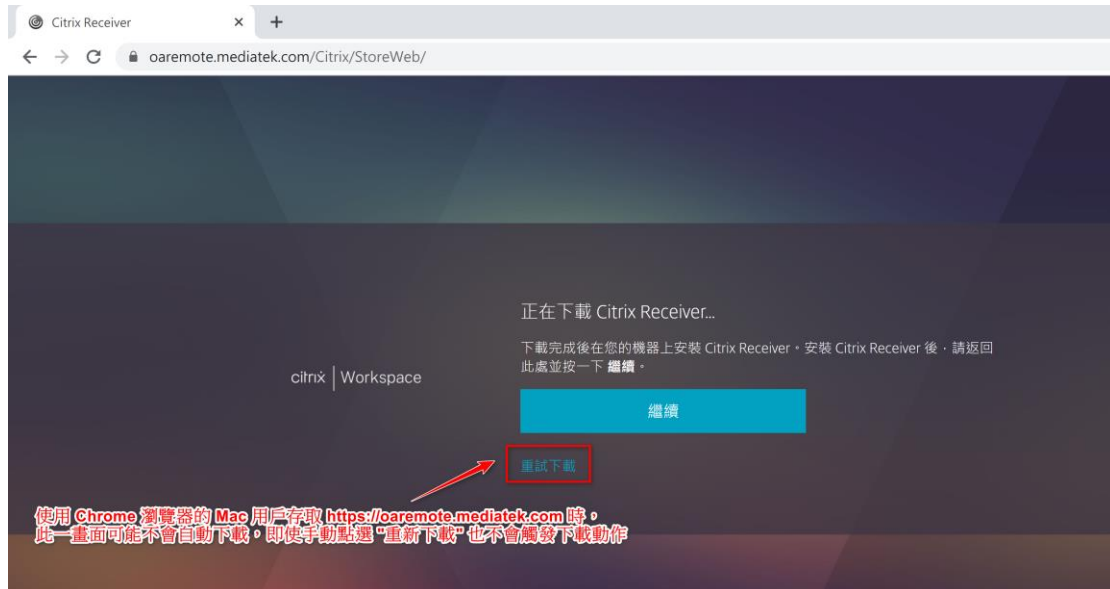 Citrix Receiver
oaremote.mediatek.com/Citrix/StoreWeb/
正在下載 Citrix Receiver...
下載完成後在您的機器上安裝 Citrix Receiver。安裝 Citrix Receiver 後，請返回
此處並按一下 繼續。
citrix | Workspace
繼續
重試下載
使用 Chrome 瀏覽器的 Mac 用戶存取 https://oaremote.mediatek.com 時，
此一畫面可能不會自動下載，即使手動點選 "重新下載" 也不會觸發下載動作